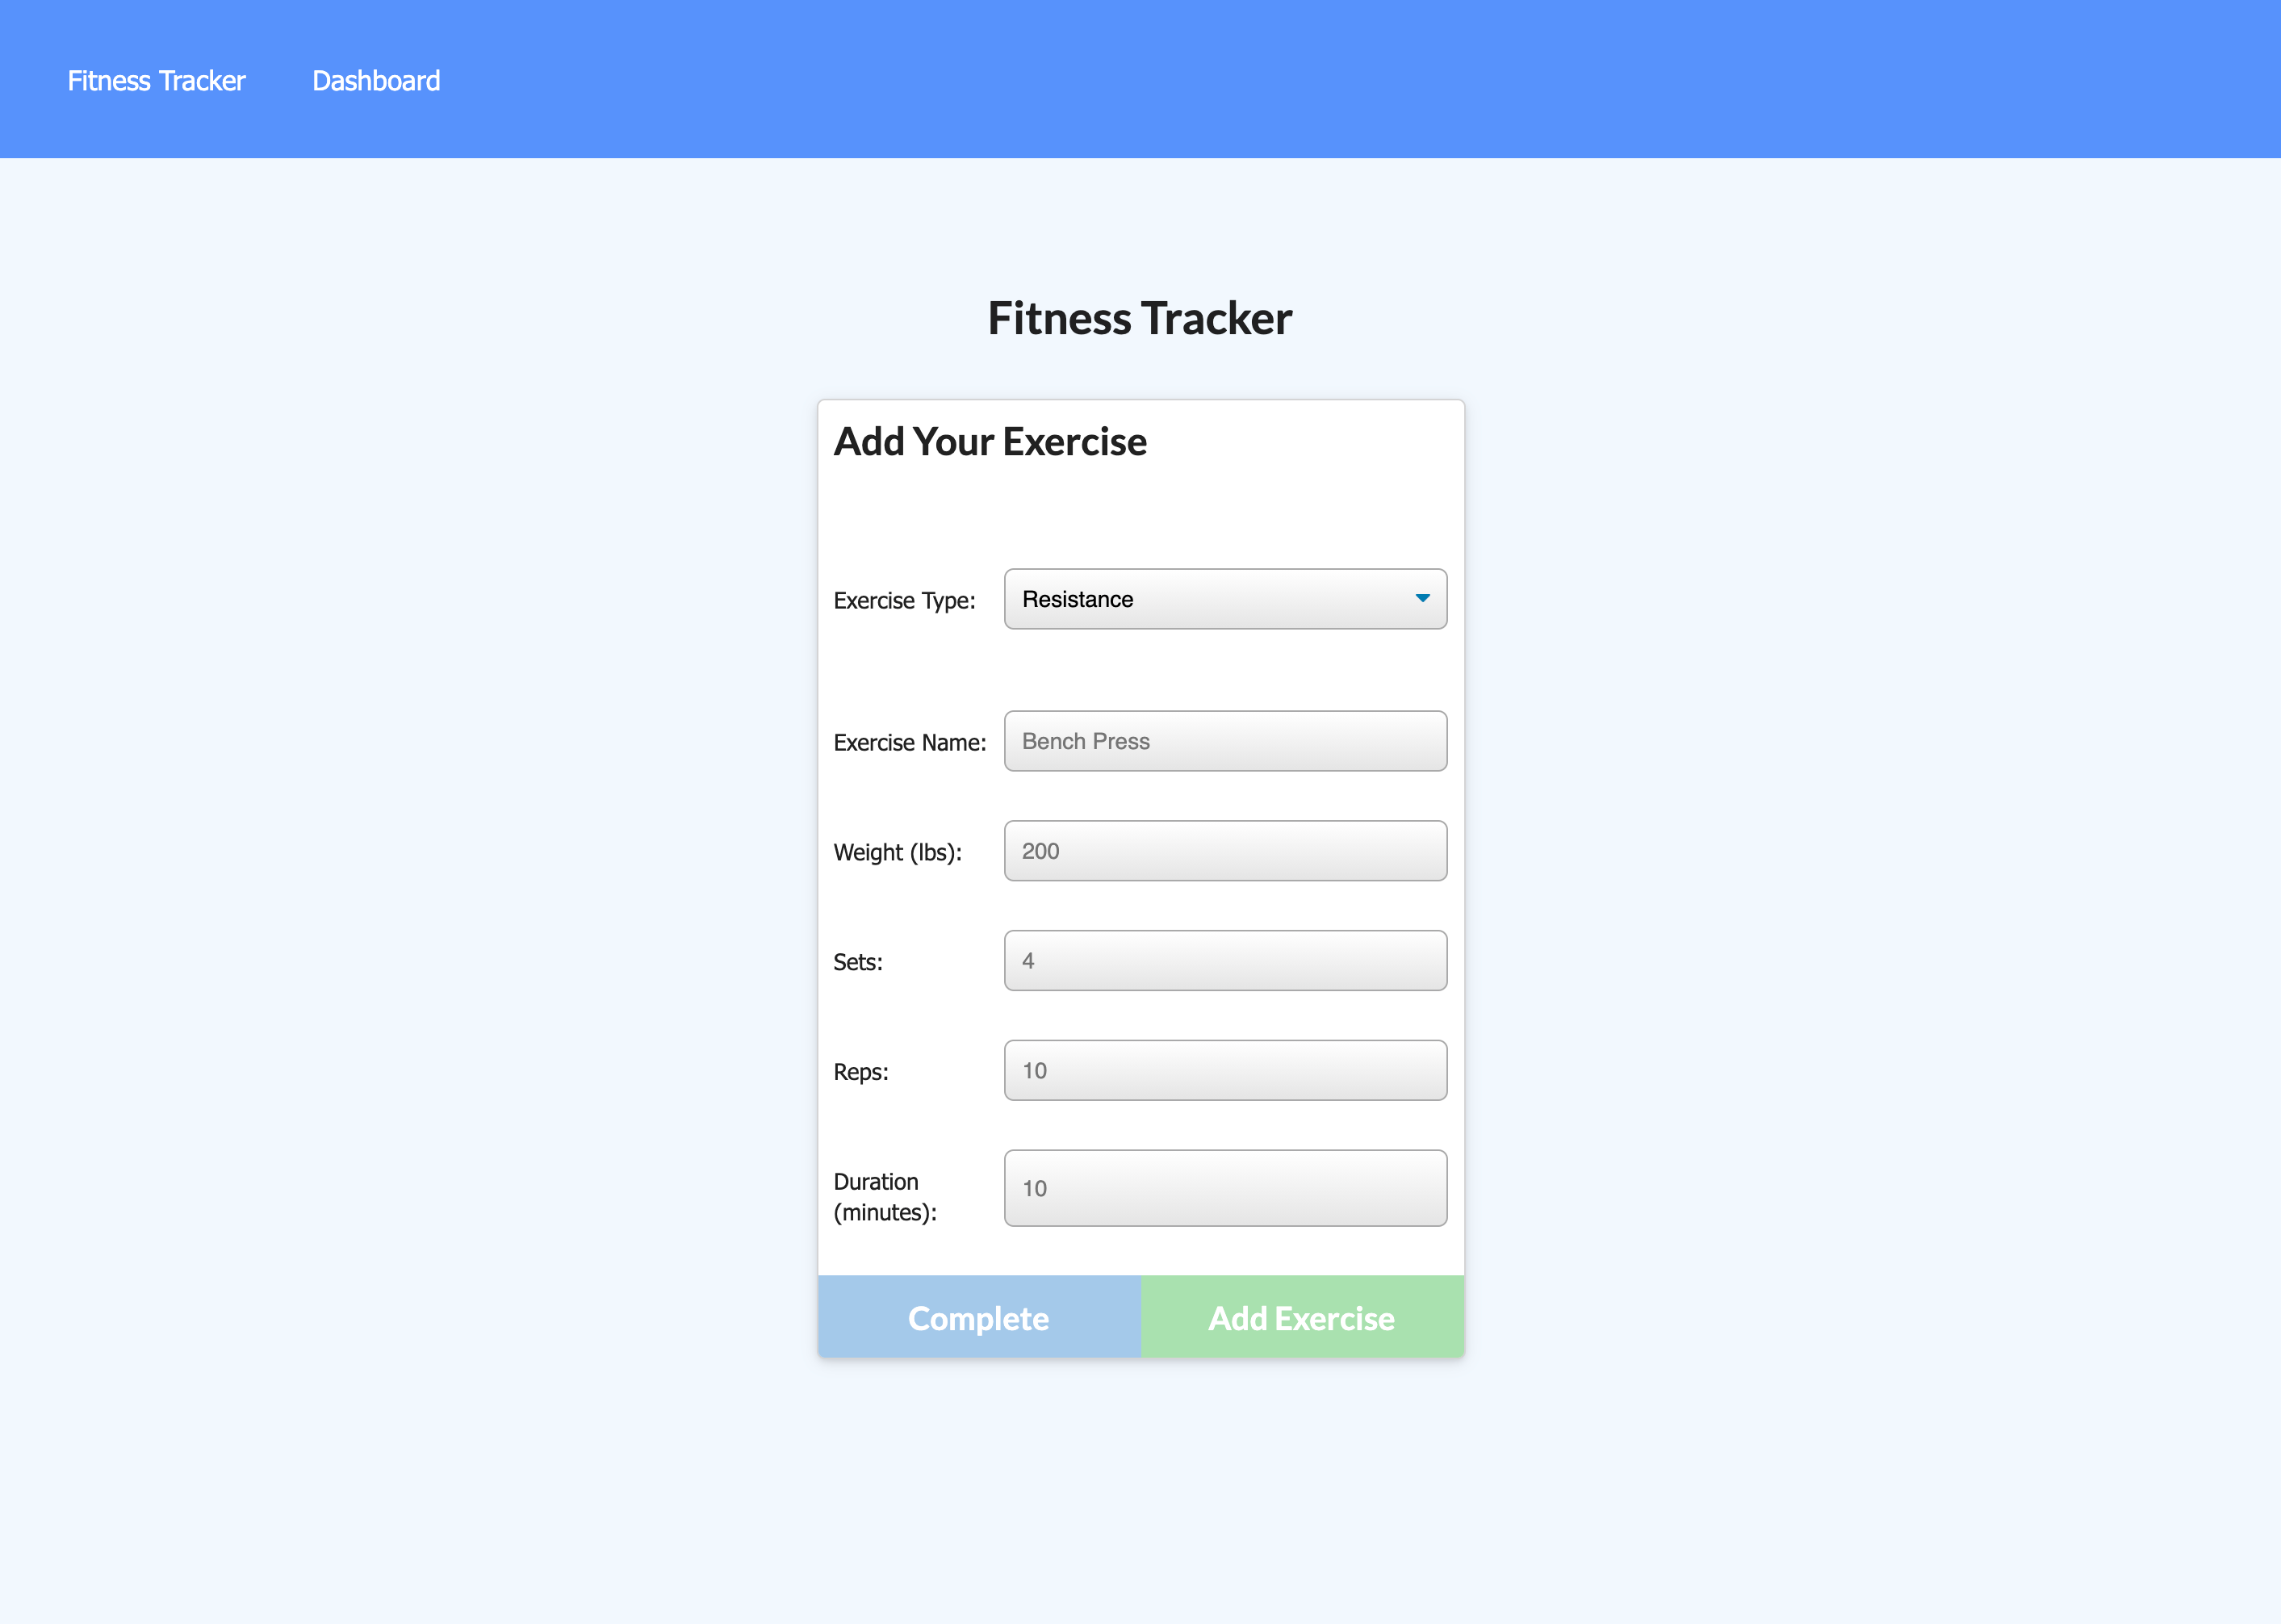 Fitness Tracker Dashboard
Fitness Tracker
Add Your Exercise
Exercise Type: Resistance
Exercise Name: Bench Press
Weight (lbs): 200
Sets: 4
Reps: 10
Duration
(minutes): 10
Complete Add Exercise